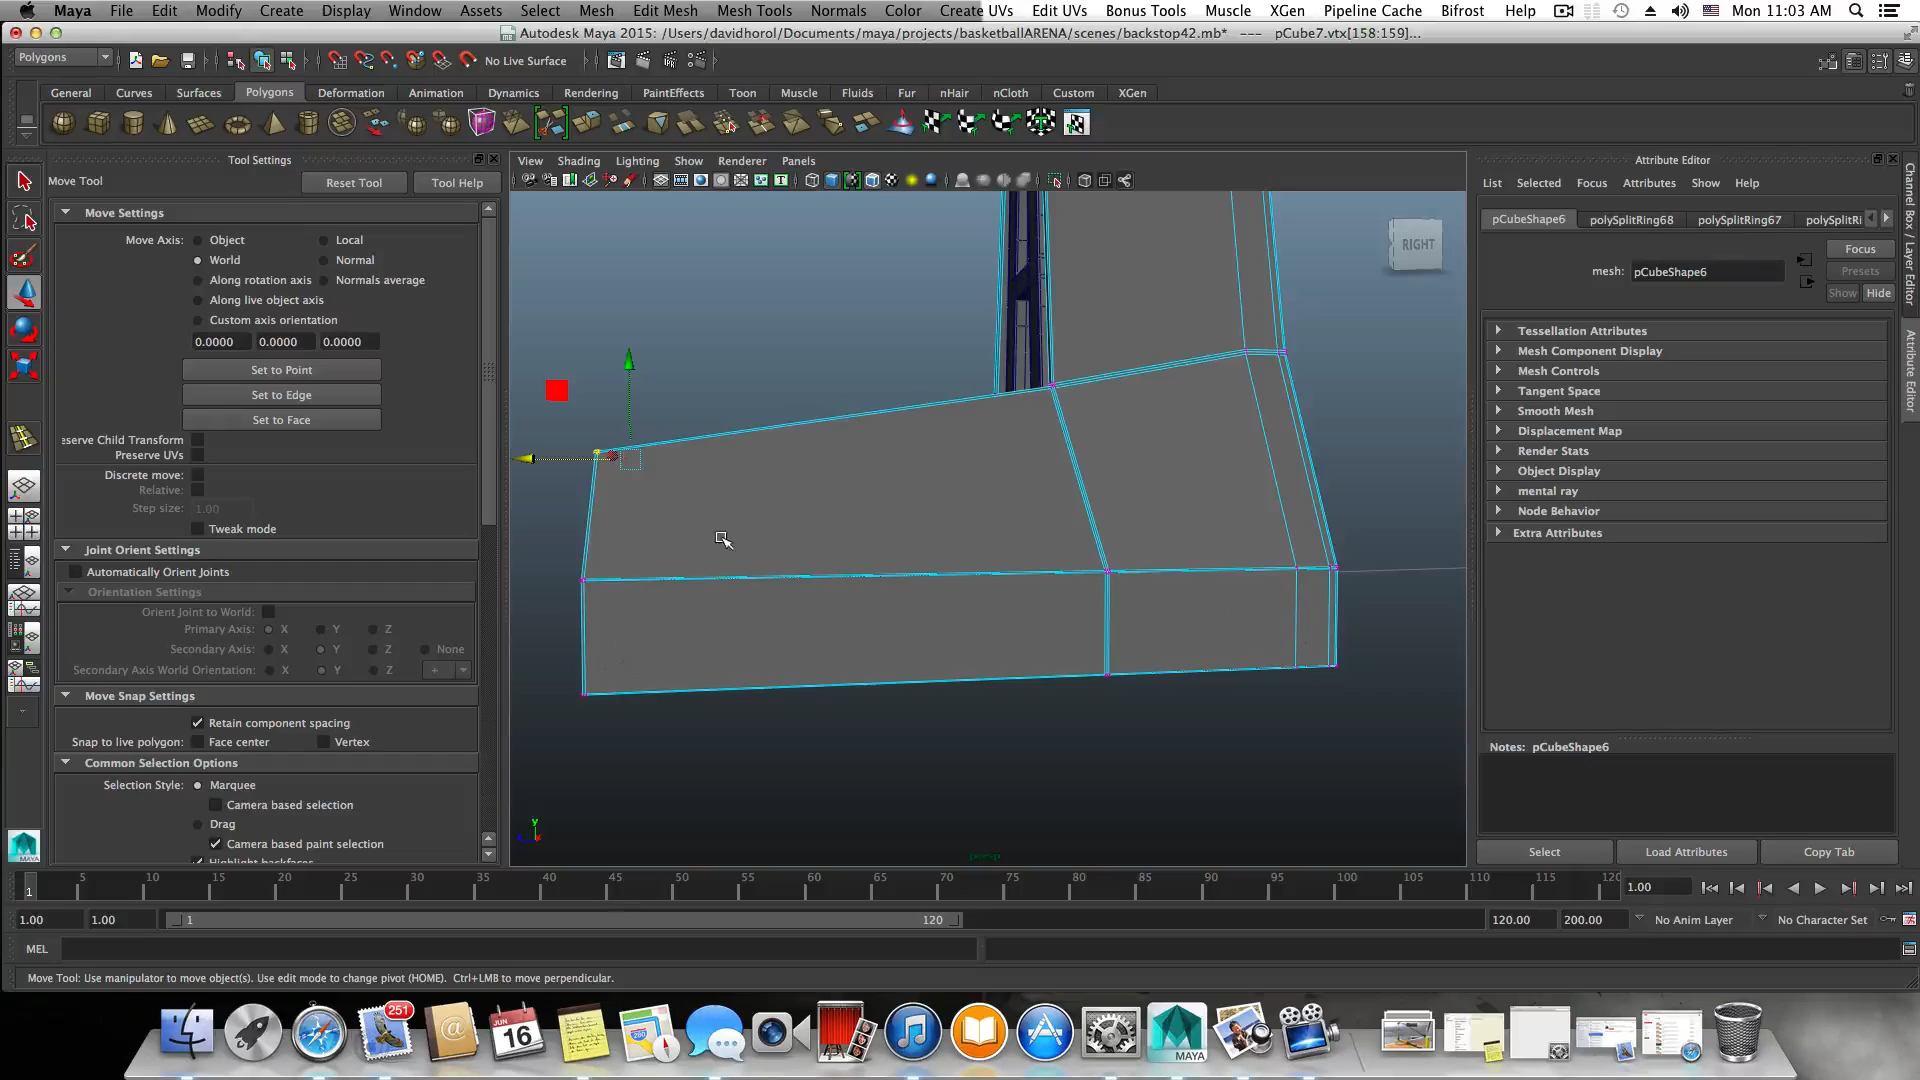 Maya File Edit Modify Create Display Window Assets Select Mesh Edit Mesh Mesh Tools Normals Color Create UVs Edit UVs Bonus Tools Muscle XGen Pipeline Cache Bifrost Help Mon 11:03 AM
Autodesk Maya 2015: /Users/davidhorol/Documents/maya/projects/basketballARENA/scenes/backstop42.mb* --- pCube7.vtx[158:159]...
Polygons No Live Surface
General Curves Surfaces Polygons Deformation Animation Dynamics Rendering PaintEffects Toon Muscle Fluids Fur nHair nCloth Custom XGen
Tool Settings
Move Tool Reset Tool Tool Help
Move Settings
Move Axis: Object Local
World Normal
Along rotation axis Normals average
Along live object axis
Custom axis orientation
0.0000 0.0000 0.0000
Set to Point
Set to Edge
Set to Face
eserve Child Transform
Preserve UVs
Discrete move:
Relative:
Step size: 1.00
Tweak mode
Joint Orient Settings
Automatically Orient Joints
Orientation Settings
Orient Joint to World:
Primary Axis: X Y Z
Secondary Axis: X Y Z None
Secondary Axis World Orientation: X Y Z +
Move Snap Settings
Retain component spacing
Snap to live polygon: Face center Vertex
Common Selection Options
Selection Style: Marquee
Camera based selection
Drag
Camera based paint selection
Highlight backfaces
View Shading Lighting Show Renderer Panels
RIGHT
y
persp
Attribute Editor
List Selected Focus Attributes Show Help
pCubeShape6 polySplitRing68 polySplitRing67 polySplitRi
mesh: pCubeShape6
Focus
Presets
Show Hide
Tessellation Attributes
Mesh Component Display
Mesh Controls
Tangent Space
Smooth Mesh
Displacement Map
Render Stats
Object Display
mental ray
Node Behavior
Extra Attributes
Notes: pCubeShape6
Select Load Attributes Copy Tab
Channel Box / Layer Editor
Attribute Editor
1 5 10 15 20 25 30 35 40 45 50 55 60 65 70 75 80 85 90 95 100 105 110 115 120 1.00
1.00 1.00 1 120 120.00 200.00 No Anim Layer No Character Set
MEL
Move Tool: Use manipulator to move object(s). Use edit mode to change pivot (HOME). Ctrl+LMB to move perpendicular.
251
JUN
16
MAYA